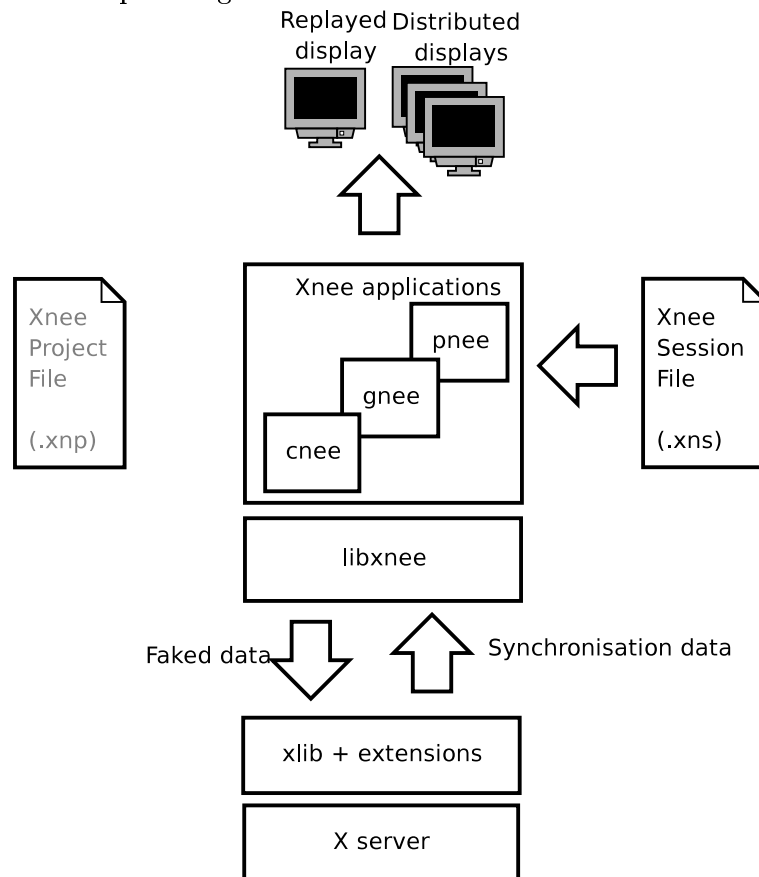 Replayed Distributed
display displays
Xnee applications
pnee
gnee
cnee
Xnee
Project
File
(.xnp)
Xnee
Session
File
(.xns)
libxnee
Faked data
Synchronisation data
xlib + extensions
X server